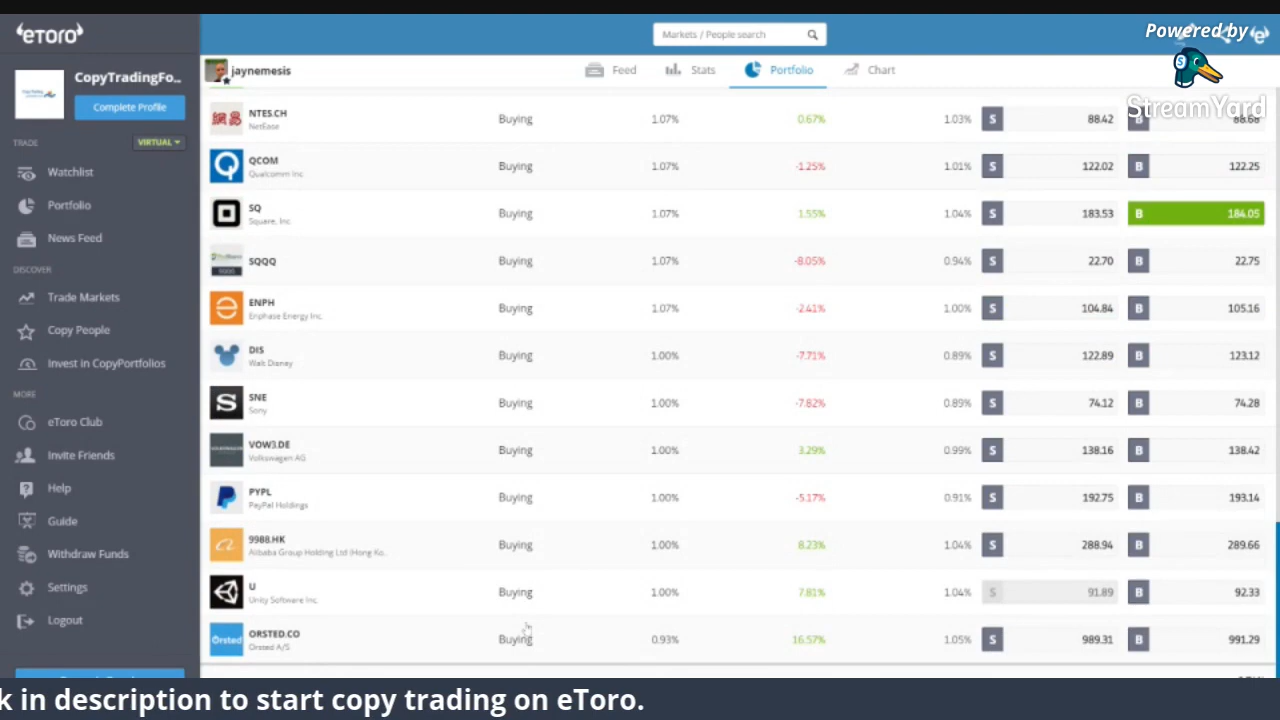 eToro
Markets / People search
Powered by
StreamYard
CopyTradingFo...
Complete Profile
jaynemesis
Feed
Stats
Portfolio
Chart
TRADE
VIRTUAL
Watchlist
Portfolio
News Feed
DISCOVER
Trade Markets
Copy People
Invest in CopyPortfolios
MORE
eToro Club
Invite Friends
Help
Guide
Withdraw Funds
Settings
Logout
NTES.CH Buying 1.07% 0.67% 1.03% S 88.42 B 88.68
NetEase
QCOM Buying 1.07% -1.25% 1.01% S 122.02 B 122.25
Qualcomm Inc
SQ Buying 1.07% 1.55% 1.04% S 183.53 B 184.05
Square, Inc
SQQQ Buying 1.07% -8.05% 0.94% S 22.70 B 22.75
ENPH Buying 1.07% -2.41% 1.00% S 104.84 B 105.16
Enphase Energy Inc.
DIS Buying 1.00% -7.71% 0.89% S 122.89 B 123.12
Walt Disney
SNE Buying 1.00% -7.82% 0.89% S 74.12 B 74.28
Sony
VOW3.DE Buying 1.00% 3.29% 0.99% S 138.16 B 138.42
Volkswagen AG
PYPL Buying 1.00% -5.17% 0.91% S 192.75 B 193.14
PayPal Holdings
9988.HK Buying 1.00% 8.23% 1.04% S 288.94 B 289.66
Alibaba Group Holding Ltd (Hong Ko..
U Buying 1.00% 7.81% 1.04% S 91.89 B 92.33
Unity Software Inc.
Orsted ORSTED.CO Buying 0.93% 16.57% 1.05% S 989.31 B 991.29
Orsted A/S
k in description to start copy trading on eToro.